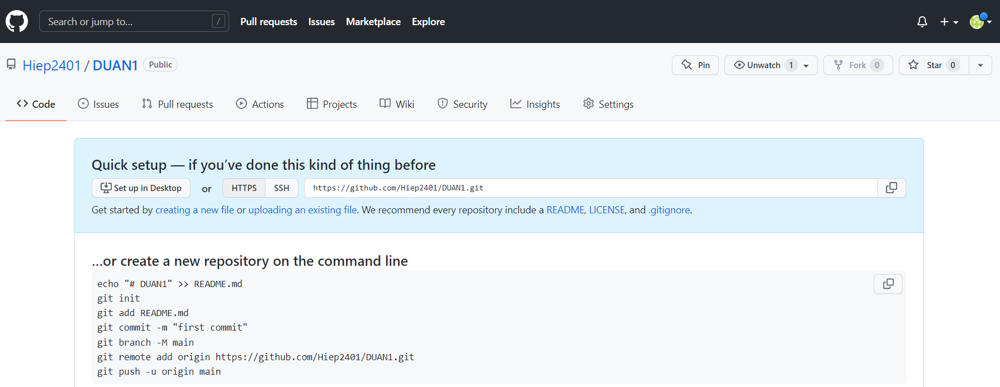 Search or jump to... / Pull requests Issues Marketplace Explore
Hiep2401 / DUAN1 Public Pin Unwatch 1 Fork 0 Star 0
Code Issues Pull requests Actions Projects Wiki Security Insights Settings
Quick setup — if you’ve done this kind of thing before
Set up in Desktop or HTTPS SSH https://github.com/Hiep2401/DUAN1.git
Get started by creating a new file or uploading an existing file. We recommend every repository include a README, LICENSE, and .gitignore.
…or create a new repository on the command line
echo "# DUAN1" >> README.md
git init
git add README.md
git commit -m "first commit"
git branch -M main
git remote add origin https://github.com/Hiep2401/DUAN1.git
git push -u origin main